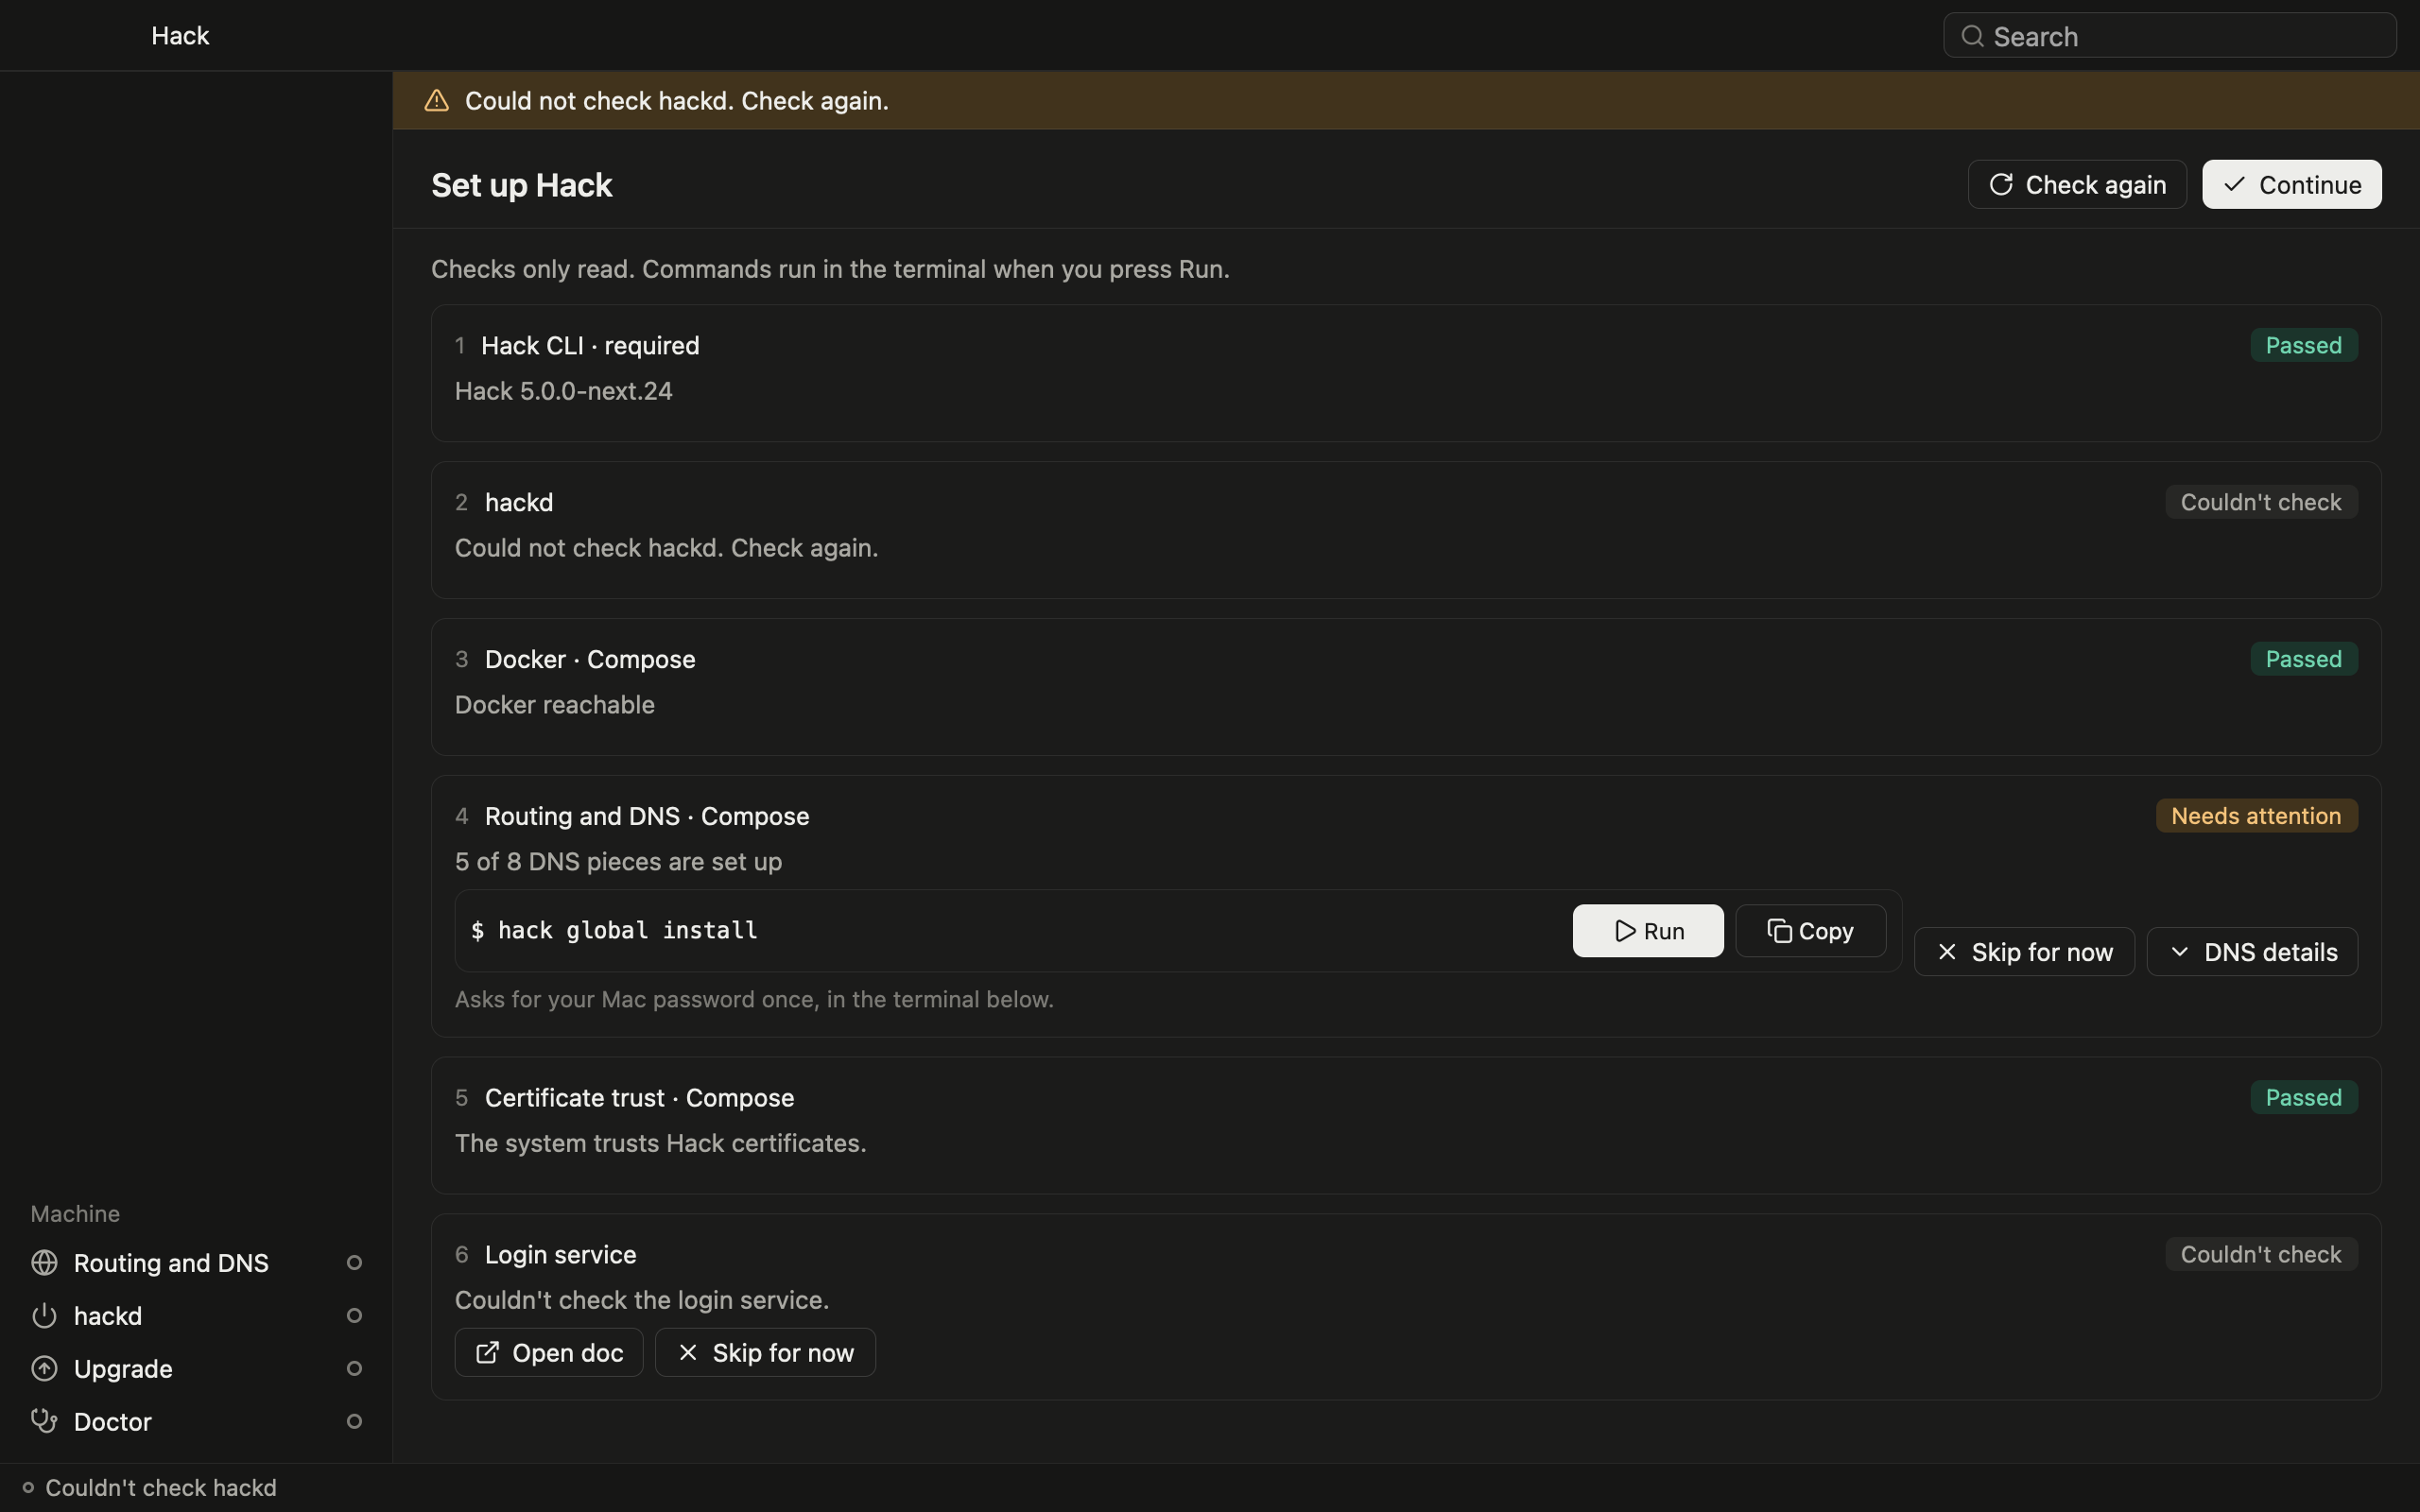 Hack
Search
Could not check hackd. Check again.
Set up Hack
Check again
Continue
Checks only read. Commands run in the terminal when you press Run.
1 Hack CLI · required
Passed
Hack 5.0.0-next.24
2 hackd
Couldn't check
Could not check hackd. Check again.
3 Docker · Compose
Passed
Docker reachable
4 Routing and DNS · Compose
Needs attention
5 of 8 DNS pieces are set up
$ hack global install
Run
Copy
Skip for now
DNS details
Asks for your Mac password once, in the terminal below.
5 Certificate trust · Compose
Passed
The system trusts Hack certificates.
6 Login service
Couldn't check
Couldn't check the login service.
Open doc
Skip for now
Machine
Routing and DNS
hackd
Upgrade
Doctor
Couldn't check hackd